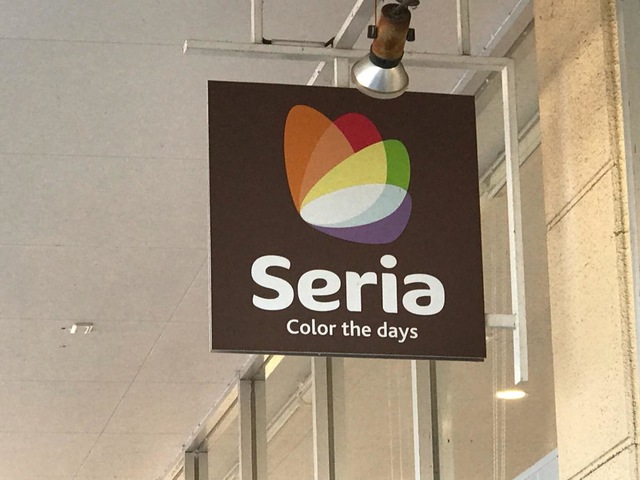 Seria
Color the days